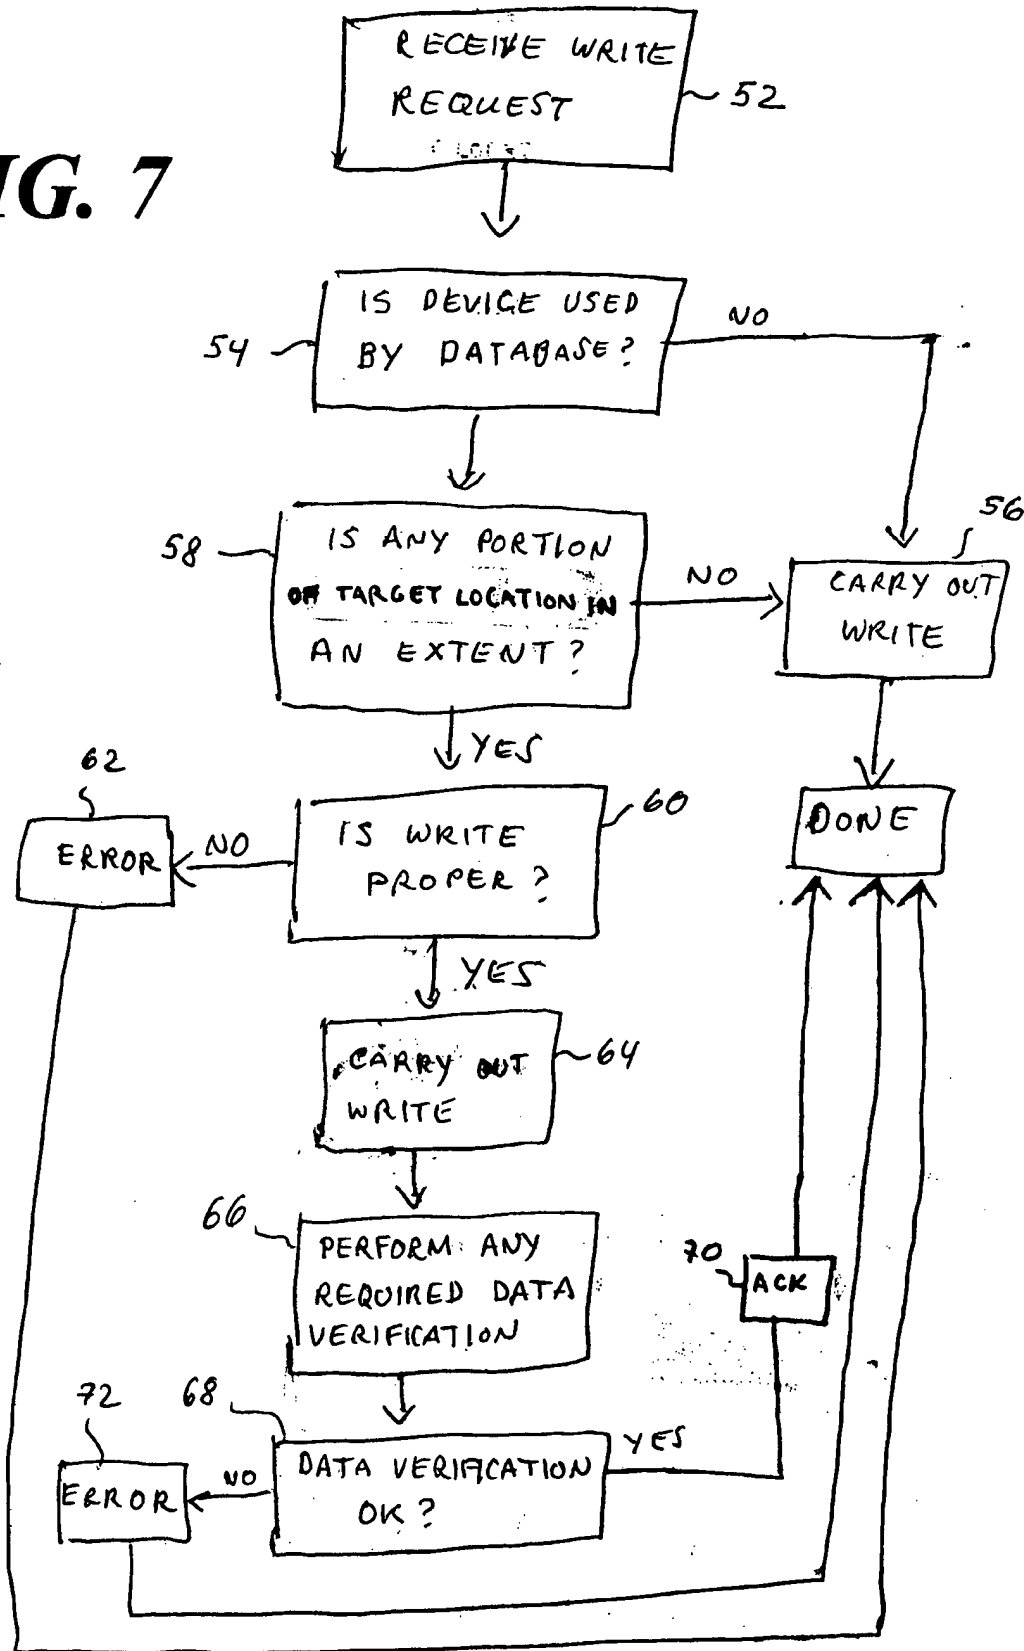 RECEIVE WRITE
REQUEST
52
IG. 7
IS DEVICE USED
BY DATABASE?
54
NO
IS ANY PORTION
OF TARGET LOCATION IN
AN EXTENT?
58
NO
56
CARRY OUT
WRITE
YES
62
ERROR
NO
IS WRITE
PROPER?
60
DONE
YES
CARRY OUT
WRITE
64
66
PERFORM ANY
REQUIRED DATA
VERIFICATION
70
ACK
72
ERROR
NO
68
DATA VERIFICATION
OK?
YES